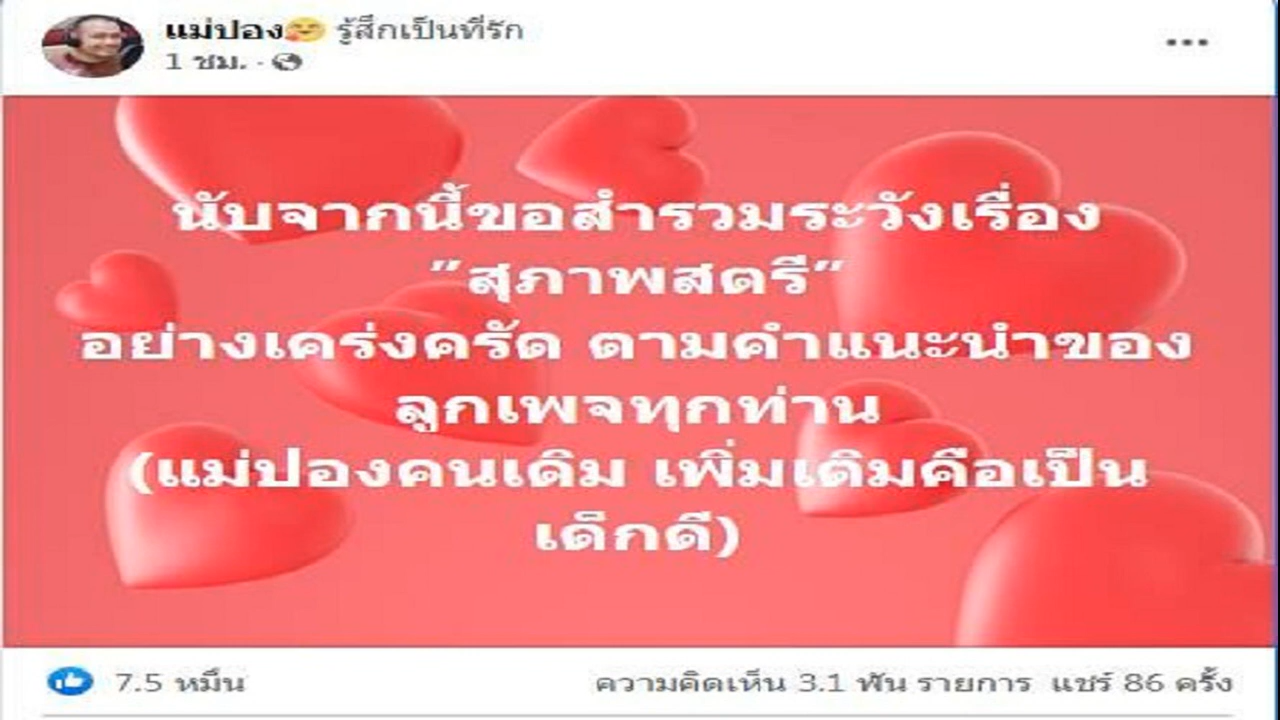 แม่ปอง🥰 รู้สึกเป็นที่รัก
1 ชม. ·
นับจากนี้ขอสำรวมระวังเรื่อง
"สุภาพสตรี"
อย่างเคร่งครัด ตามคำแนะนำของ
ลูกเพจทุกท่าน
(แม่ปองคนเดิม เพิ่มเติมคือเป็น
เด็กดี)
7.5 หมื่น
ความคิดเห็น 3.1 พัน รายการ แชร์ 86 ครั้ง